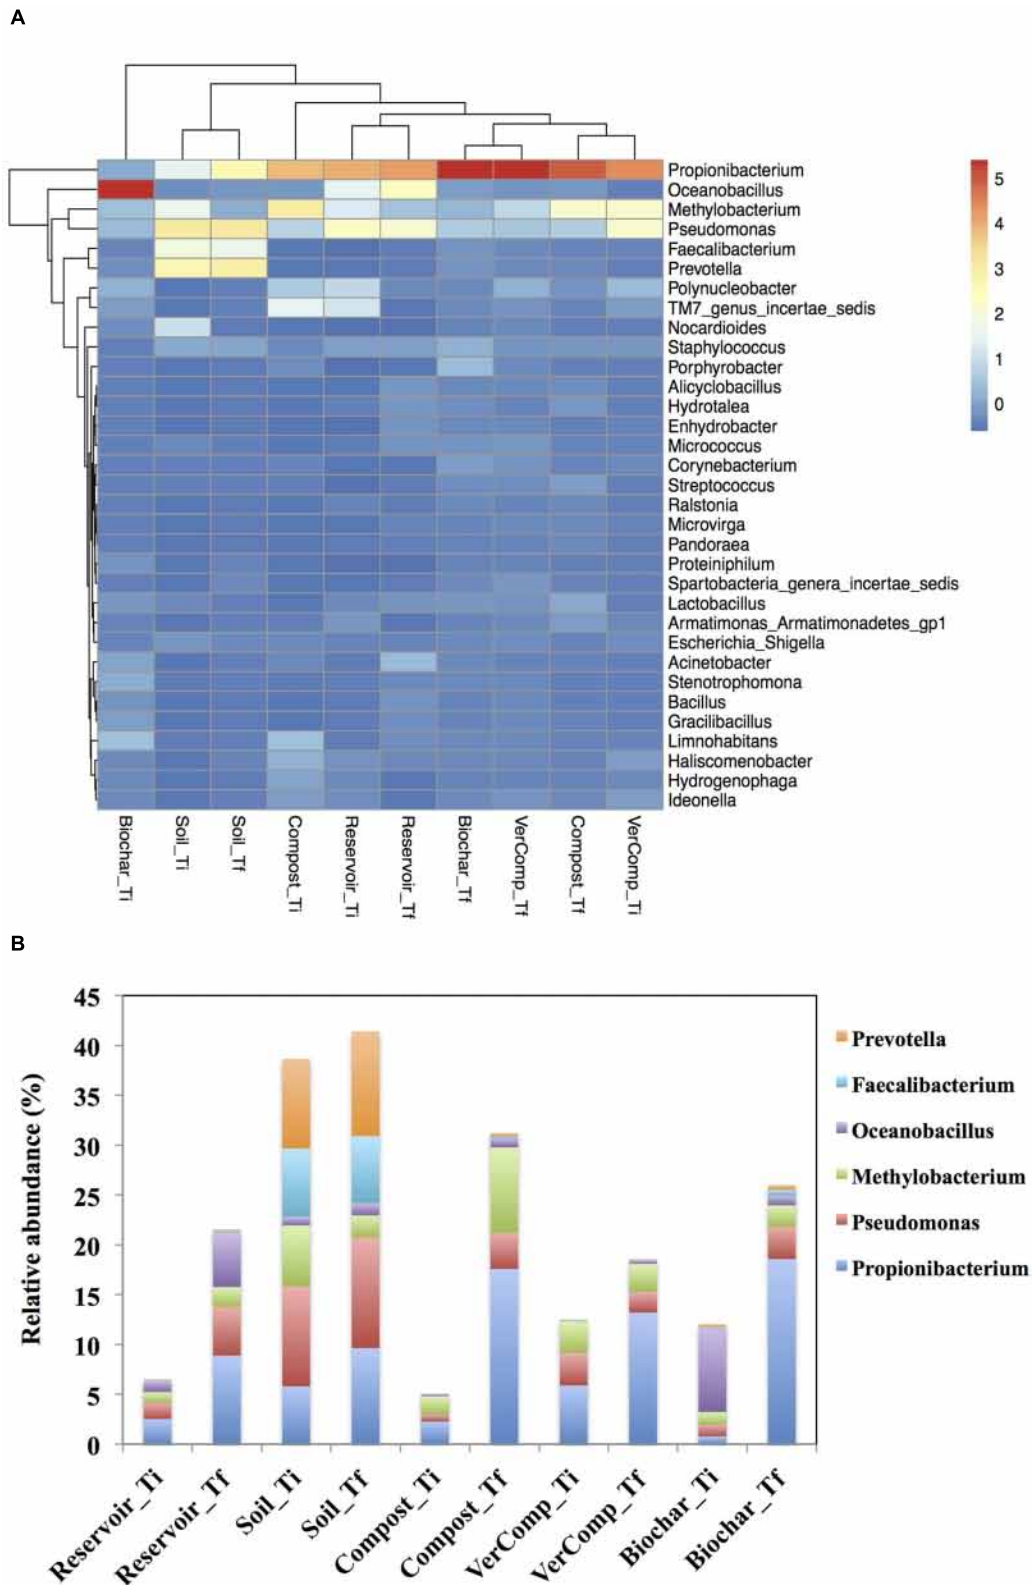 A
Propionibacterium
Oceanobacillus
Methylobacterium
Pseudomonas
Faecalibacterium
Prevotella
Polynucleobacter
TM7_genus_incertae_sedis
Nocardioides
Staphylococcus
Porphyrobacter
Alicyclobacillus
Hydrotalea
Enhydrobacter
Micrococcus
Corynebacterium
Streptococcus
Ralstonia
Microvirga
Pandoraea
Proteiniphilum
Spartobacteria_genera_incertae_sedis
Lactobacillus
Armatimonas_Armatimonadetes_gp1
Escherichia_Shigella
Acinetobacter
Stenotrophomona
Bacillus
Gracilibacillus
Limnohabitans
Haliscomenobacter
Hydrogenophaga
Ideonella
5
4
3
2
1
0
Biochar_Ti
Soil_Ti
Soil_Tf
Compost_Ti
Reservoir_Ti
Reservoir_Tf
Biochar_Tf
VerComp_Tf
Compost_Tf
VerComp_Ti
B
Relative abundance (%)
45
40
35
30
25
20
15
10
5
0
Prevotella
Faecalibacterium
Oceanobacillus
Methylobacterium
Pseudomonas
Propionibacterium
Reservoir_Ti
Reservoir_Tf
Soil_Ti
Soil_Tf
Compost_Ti
Compost_Tf
VerComp_Ti
VerComp_Tf
Biochar_Ti
Biochar_Tf